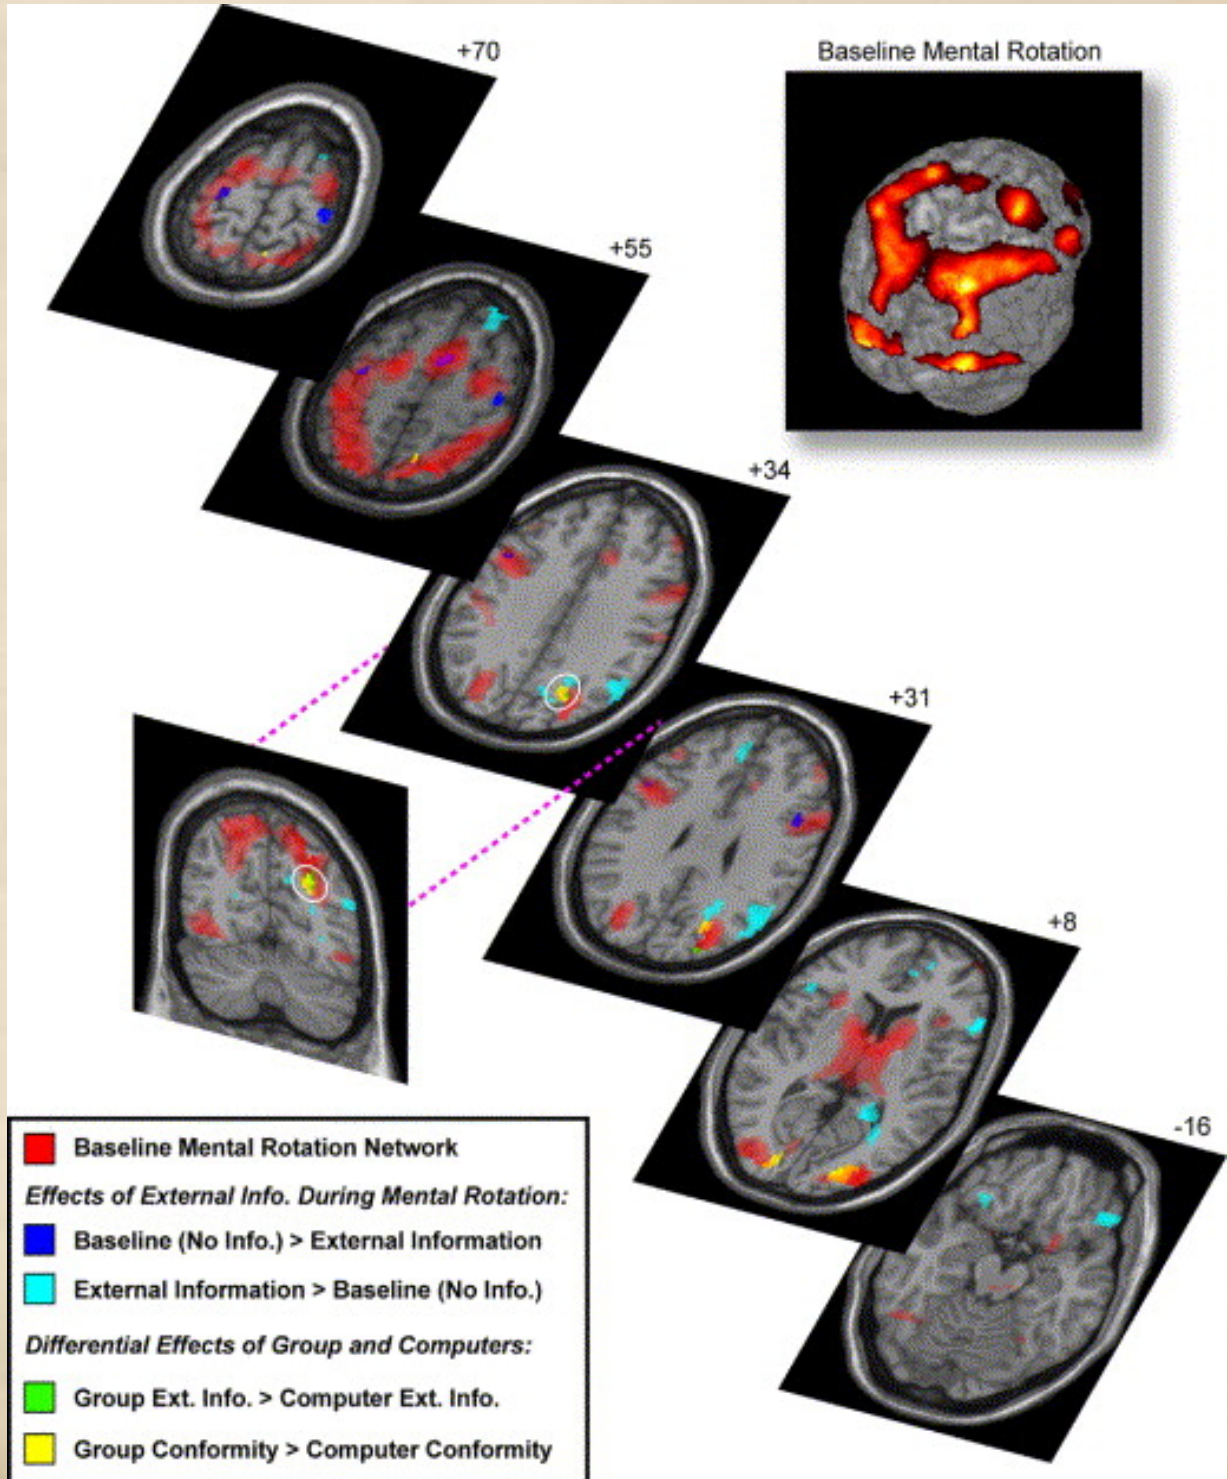 +70
Baseline Mental Rotation
+55
+34
+31
+8
-16
Baseline Mental Rotation Network
Effects of External Info. During Mental Rotation:
Baseline (No Info.) > External Information
External Information > Baseline (No Info.)
Differential Effects of Group and Computers:
Group Ext. Info. > Computer Ext. Info.
Group Conformity > Computer Conformity